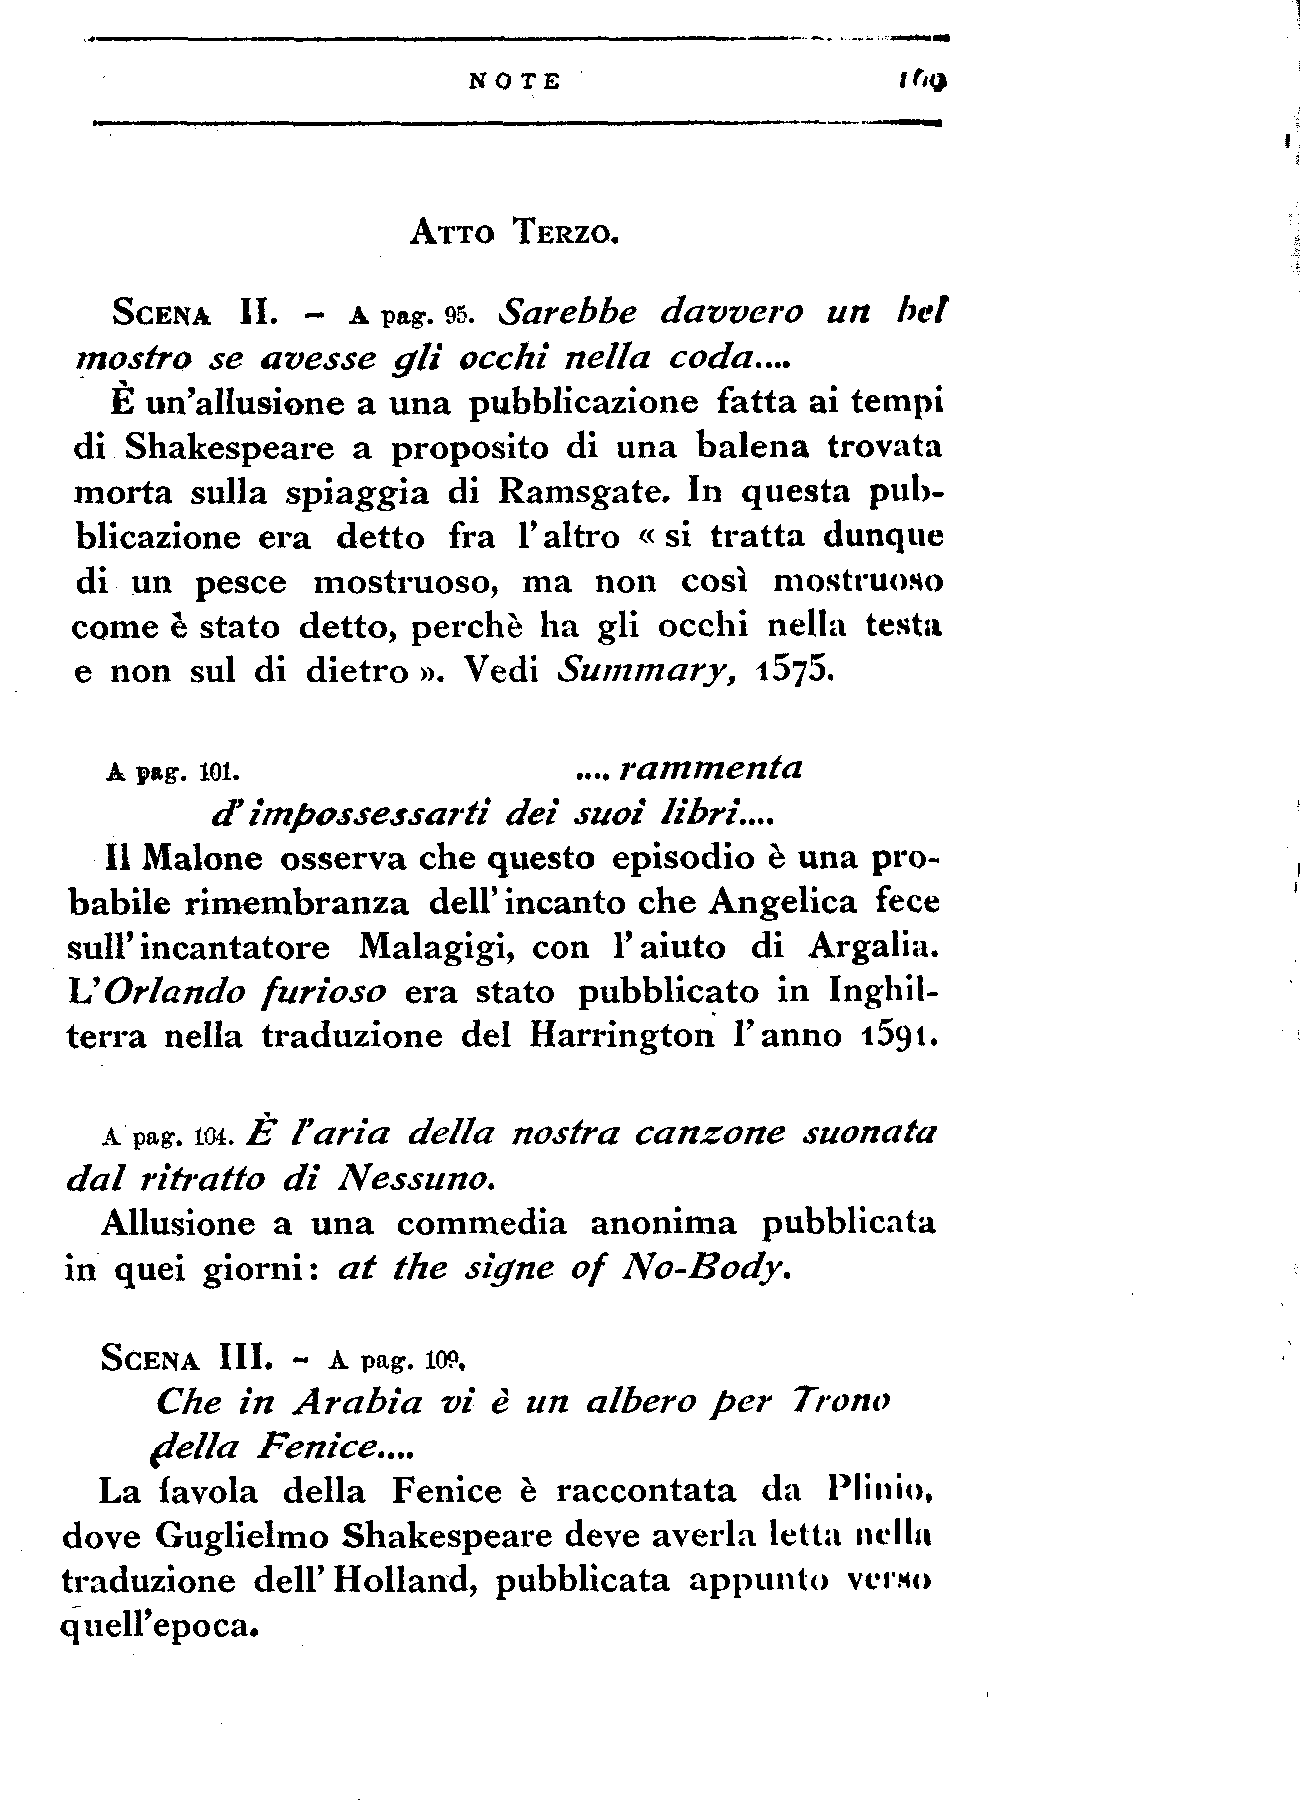 NOTE 169
ATTO TERZO.
SCENA II. - A pag. 95. Sarebbe davvero un bel
mostro se avesse gli occhi nella coda....
È un'allusione a una pubblicazione fatta ai tempi
di Shakespeare a proposito di una balena trovata
morta sulla spiaggia di Ramsgate. In questa pub-
blicazione era detto fra l'altro « si tratta dunque
di un pesce mostruoso, ma non così mostruoso
come è stato detto, perchè ha gli occhi nella testa
e non sul di dietro ». Vedi Summary, 1575.
A pag. 101. .... rammenta
d'impossessarti dei suoi libri....
Il Malone osserva che questo episodio è una pro-
babile rimembranza dell'incanto che Angelica fece
sull'incantatore Malagigi, con l'aiuto di Argalia.
L'Orlando furioso era stato pubblicato in Inghil-
terra nella traduzione del Harrington l'anno 1591.
A pag. 104. È l'aria della nostra canzone suonata
dal ritratto di Nessuno.
Allusione a una commedia anonima pubblicata
in quei giorni: at the signe of No-Body.
SCENA III. - A pag. 109.
Che in Arabia vi è un albero per Trono
della Fenice....
La favola della Fenice è raccontata da Plinio,
dove Guglielmo Shakespeare deve averla letta nella
traduzione dell'Holland, pubblicata appunto verso
quell'epoca.